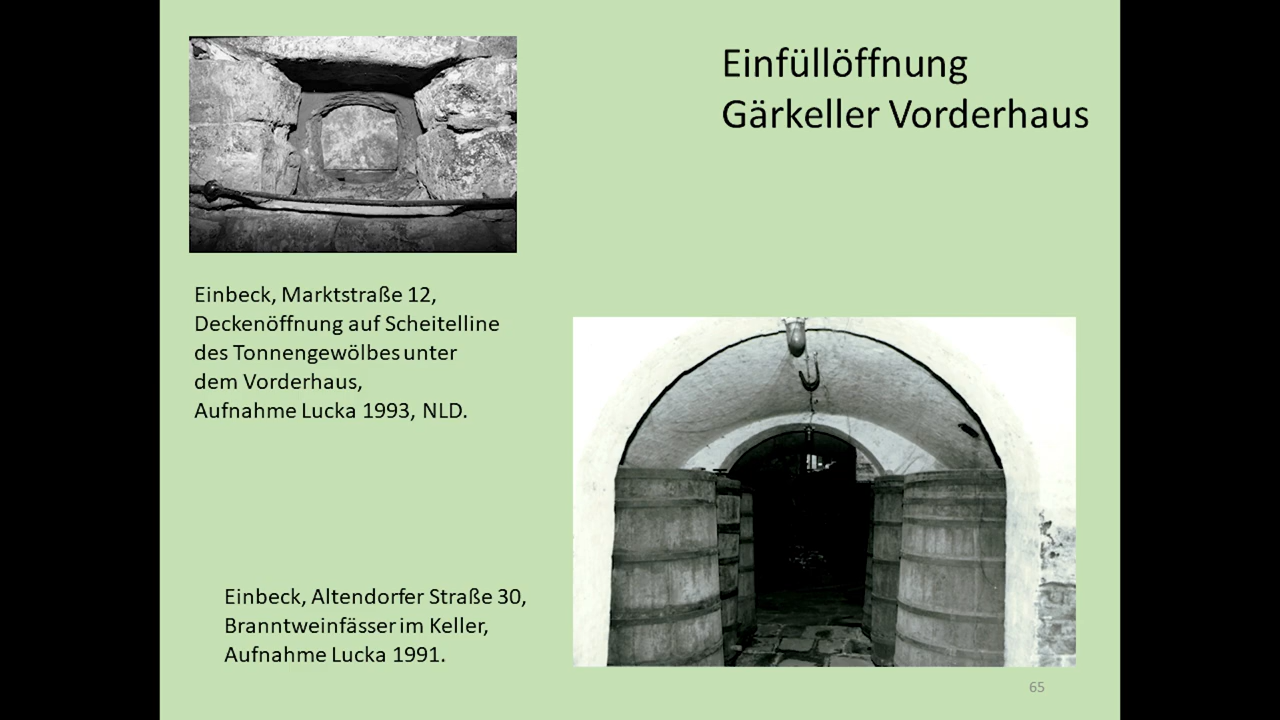 Einfüllöffnung
Gärkeller Vorderhaus
Einbeck, Marktstraße 12,
Deckenöffnung auf Scheitelline
des Tonnengewölbes unter
dem Vorderhaus,
Aufnahme Lucka 1993, NLD.
Einbeck, Altendorfer Straße 30,
Branntweinfässer im Keller,
Aufnahme Lucka 1991.
65